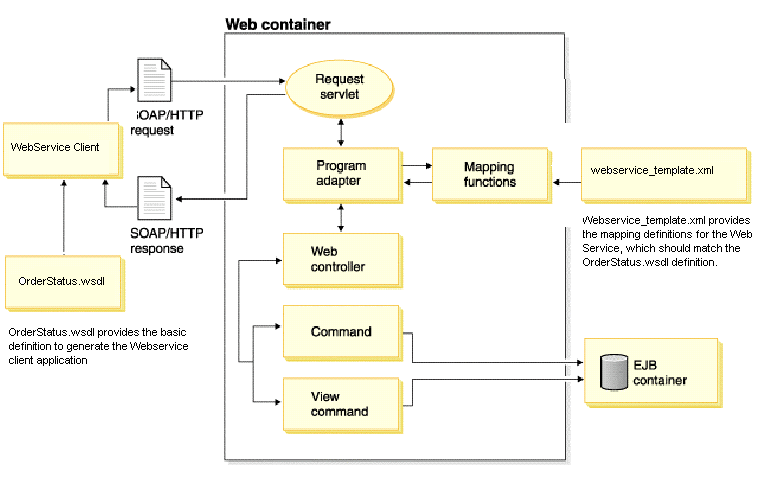 Web container
Request
servlet
SOAP/HTTP
request
WebService Client
Program
adapter
Mapping
functions
webservice_template.xml
SOAP/HTTP
response
Webservice_template.xml provides
the mapping definitions for the Web
Service, which should match the
OrderStatus.wsdl definition.
Web
controller
OrderStatus.wsdl
OrderStatus.wsdl provides the basic
definition to generate the Webservice
client application
Command
EJB
container
View
command